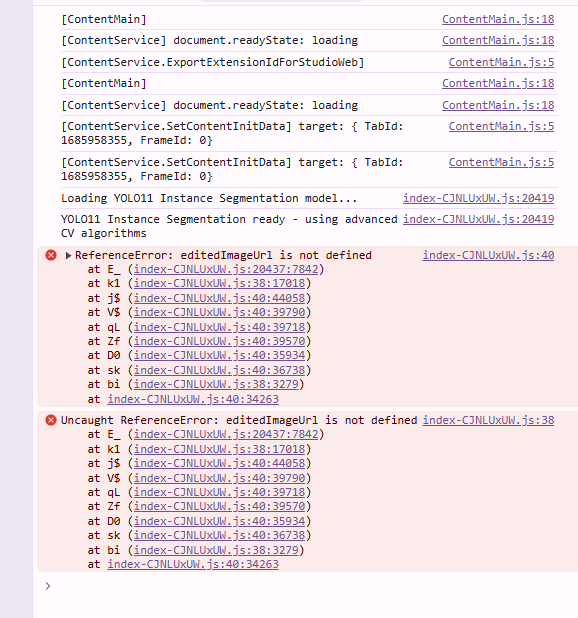 [ContentMain] ContentMain.js:18
[ContentService] document.readyState: loading ContentMain.js:18
[ContentService.ExportExtensionIdForStudioWeb] ContentMain.js:5
[ContentMain] ContentMain.js:18
[ContentService] document.readyState: loading ContentMain.js:18
[ContentService.SetContentInitData] target: { TabId: ContentMain.js:5
1685958355, FrameId: 0}
[ContentService.SetContentInitData] target: { TabId: ContentMain.js:5
1685958355, FrameId: 0}
Loading YOLO11 Instance Segmentation model... index-CJNLUxUW.js:20419
YOLO11 Instance Segmentation ready - using advanced index-CJNLUxUW.js:20419
CV algorithms
ReferenceError: editedImageUrl is not defined index-CJNLUxUW.js:40
at E_ (index-CJNLUxUW.js:20437:7842)
at k1 (index-CJNLUxUW.js:38:17018)
at j$ (index-CJNLUxUW.js:40:44058)
at V$ (index-CJNLUxUW.js:40:39790)
at qL (index-CJNLUxUW.js:40:39718)
at Zf (index-CJNLUxUW.js:40:39570)
at D0 (index-CJNLUxUW.js:40:35934)
at sk (index-CJNLUxUW.js:40:36738)
at bi (index-CJNLUxUW.js:38:3279)
at index-CJNLUxUW.js:40:34263
Uncaught ReferenceError: editedImageUrl is not defined index-CJNLUxUW.js:38
at E_ (index-CJNLUxUW.js:20437:7842)
at k1 (index-CJNLUxUW.js:38:17018)
at j$ (index-CJNLUxUW.js:40:44058)
at V$ (index-CJNLUxUW.js:40:39790)
at qL (index-CJNLUxUW.js:40:39718)
at Zf (index-CJNLUxUW.js:40:39570)
at D0 (index-CJNLUxUW.js:40:35934)
at sk (index-CJNLUxUW.js:40:36738)
at bi (index-CJNLUxUW.js:38:3279)
at index-CJNLUxUW.js:40:34263